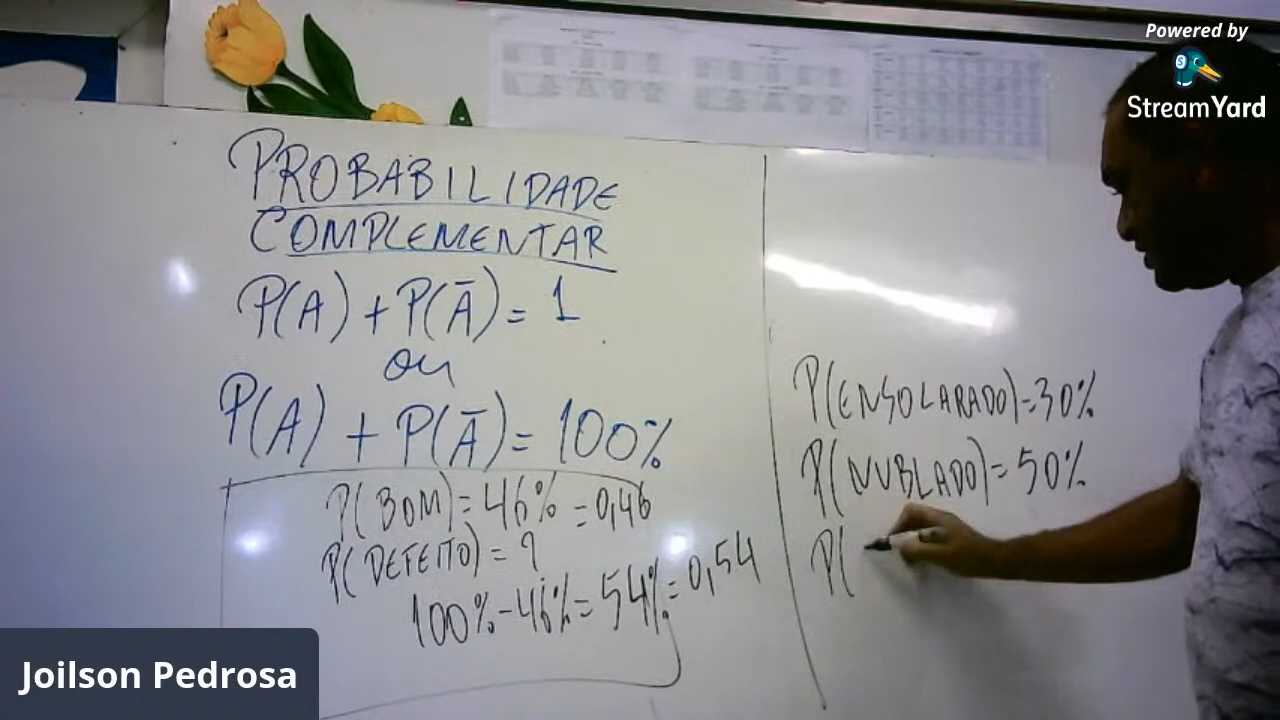 Powered by
StreamYard
PROBABILIDADE
COMPLEMENTAR
P(A) + P(Ā) = 1
ou
P(A) + P(Ā) = 100%
P(BOM) = 46% = 0,46
P(DEFEITO) = ?
100% - 46% = 54% = 0,54
P(ENSOLARADO) = 30%
P(NUBLADO) = 50%
P(
Joilson Pedrosa